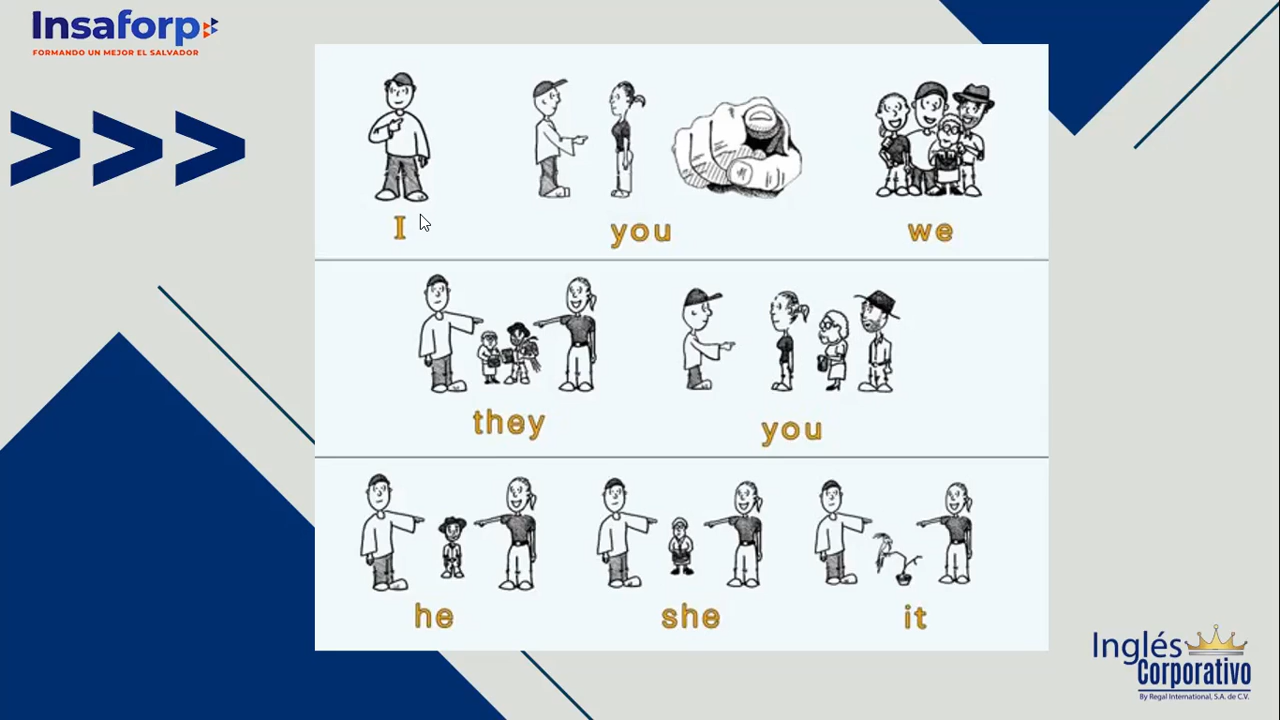 Insaforp
FORMANDO UN MEJOR EL SALVADOR
>>>
I
you
we
they
you
he
she
it
Inglés
Corporativo
By Regal International, S.A. de C.V.